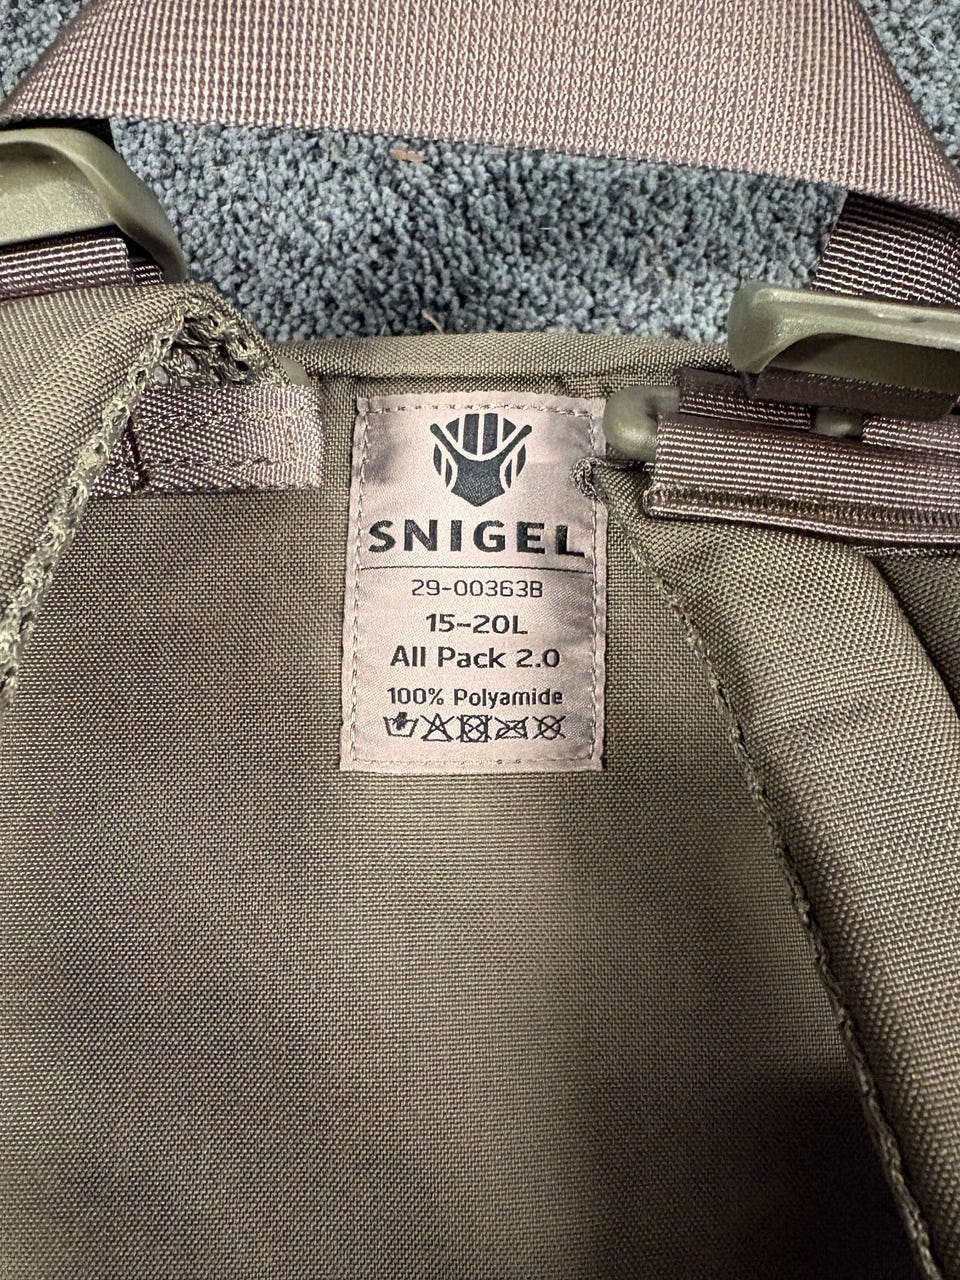 SNIGEL
29-00363B
15-20L
All Pack 2.0
100% Polyamide